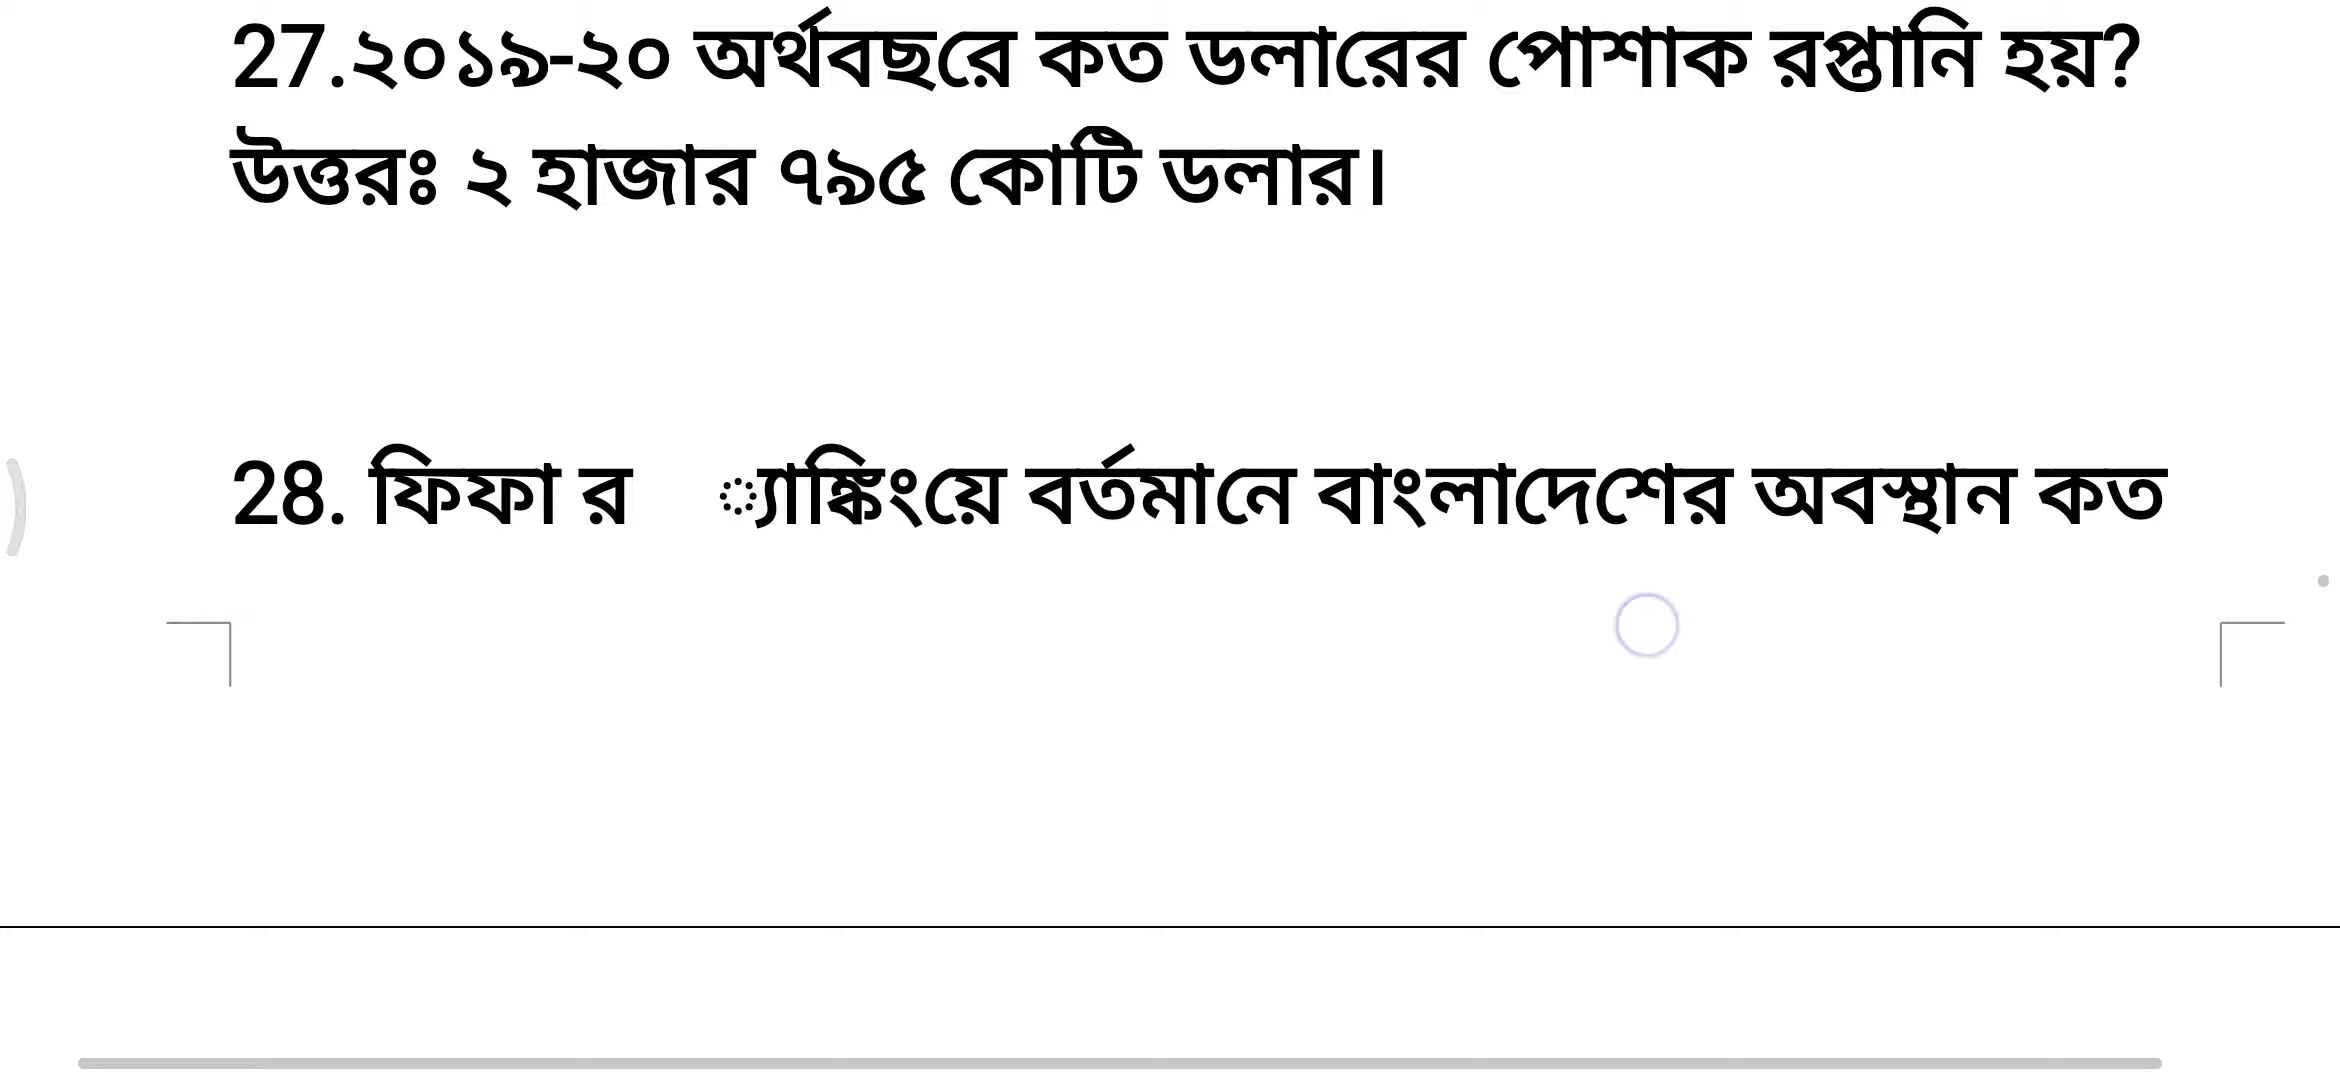 27.২০১৯-২০ অর্থবছরে কত ডলারের পোশাক রপ্তানি হয়?
উত্তরঃ ২ হাজার ৭৯৫ কোটি ডলার।
28. ফিফা র ্যাঙ্কিংয়ে বর্তমানে বাংলাদেশের অবস্থান কত